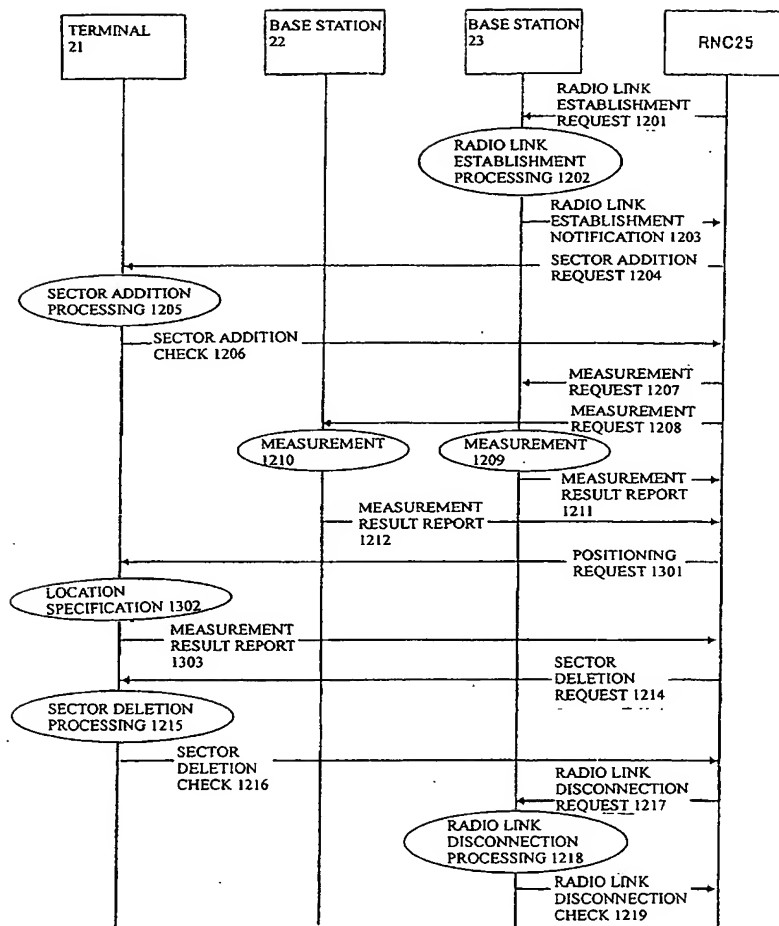 TERMINAL
21
BASE STATION
22
BASE STATION
23
RNC25
RADIO LINK
ESTABLISHMENT
REQUEST 1201
RADIO LINK
ESTABLISHMENT
PROCESSING 1202
RADIO LINK
ESTABLISHMENT
NOTIFICATION 1203
SECTOR ADDITION
REQUEST 1204
SECTOR ADDITION
PROCESSING 1205
SECTOR ADDITION
CHECK 1206
MEASUREMENT
REQUEST 1207
MEASUREMENT
REQUEST 1208
MEASUREMENT
1210
MEASUREMENT
1209
MEASUREMENT
RESULT REPORT
1211
MEASUREMENT
RESULT REPORT
1212
POSITIONING
REQUEST 1301
LOCATION
SPECIFICATION 1302
MEASUREMENT
RESULT REPORT
1303
SECTOR
DELETION
REQUEST 1214
SECTOR DELETION
PROCESSING 1215
SECTOR
DELETION
CHECK 1216
RADIO LINK
DISCONNECTION
REQUEST 1217
RADIO LINK
DISCONNECTION
PROCESSING 1218
RADIO LINK
DISCONNECTION
CHECK 1219